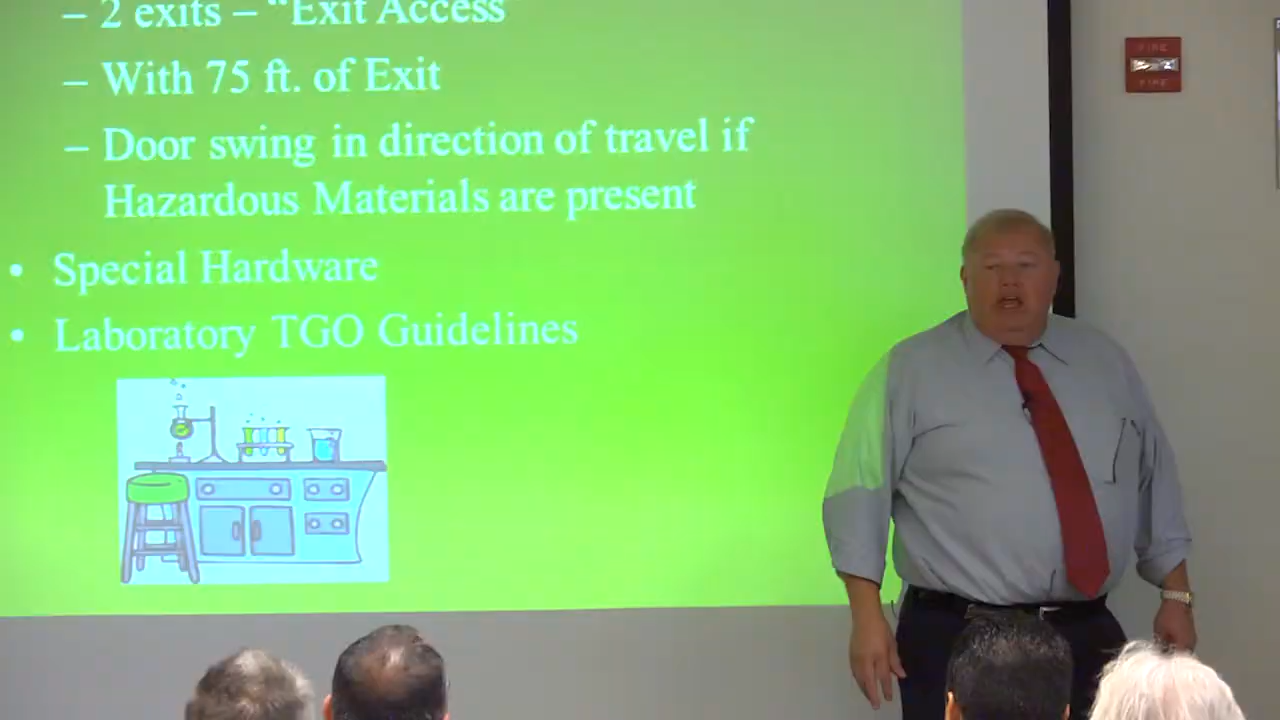 – 2 exits – “Exit Access
– With 75 ft. of Exit
– Door swing in direction of travel if
Hazardous Materials are present
• Special Hardware
• Laboratory TGO Guidelines
FIRE
FIRE